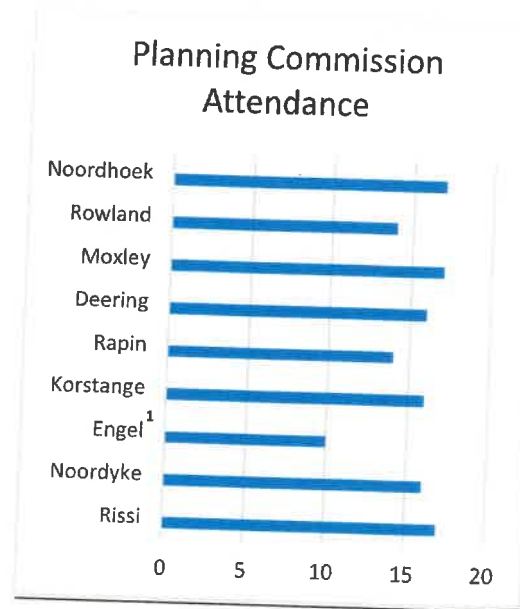 Planning Commission
Attendance
Noordhoek
Rowland
Moxley
Deering
Rapin
Korstange
Engel¹
Noordyke
Rissi
0 5 10 15 20